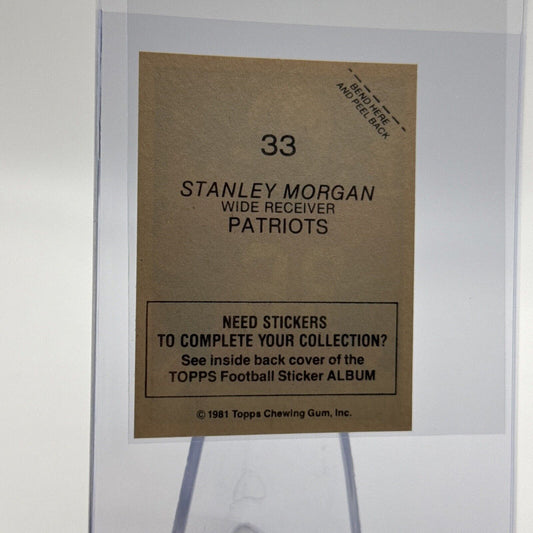 BEND HERE
AND PEEL BACK
33
STANLEY MORGAN
WIDE RECEIVER
PATRIOTS
NEED STICKERS
TO COMPLETE YOUR COLLECTION?
See inside back cover of the
TOPPS Football Sticker ALBUM
© 1981 Topps Chewing Gum, Inc.